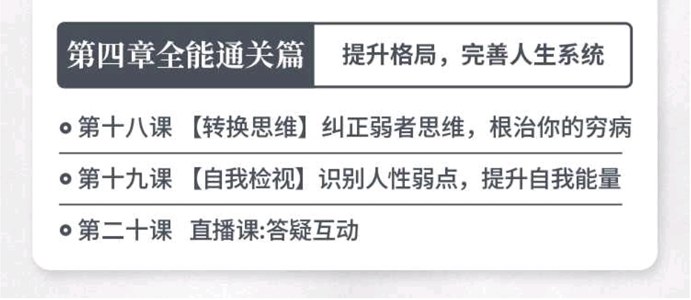 第四章全能通关篇 提升格局，完善人生系统
第十八课 【转换思维】纠正弱者思维，根治你的穷病
第十九课 【自我检视】识别人性弱点，提升自我能量
第二十课 直播课:答疑互动